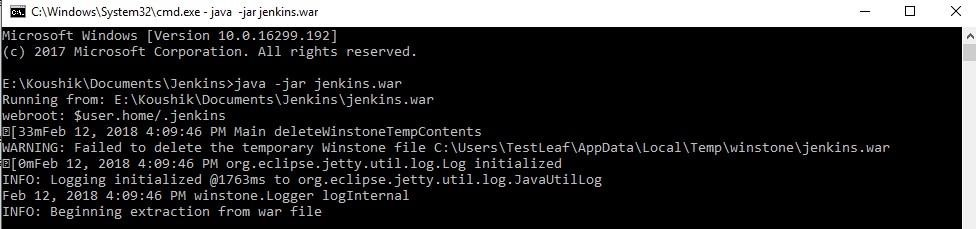 C:\Windows\System32\cmd.exe - java -jar jenkins.war
Microsoft Windows [Version 10.0.16299.192]
(c) 2017 Microsoft Corporation. All rights reserved.
E:\Koushik\Documents\Jenkins>java -jar jenkins.war
Running from: E:\Koushik\Documents\Jenkins\jenkins.war
webroot: $user.home/.jenkins
[33mFeb 12, 2018 4:09:46 PM Main deleteWinstoneTempContents
WARNING: Failed to delete the temporary Winstone file C:\Users\TestLeaf\AppData\Local\Temp\winstone\jenkins.war
[0mFeb 12, 2018 4:09:46 PM org.eclipse.jetty.util.log.Log initialized
INFO: Logging initialized @1763ms to org.eclipse.jetty.util.log.JavaUtilLog
Feb 12, 2018 4:09:46 PM winstone.Logger logInternal
INFO: Beginning extraction from war file